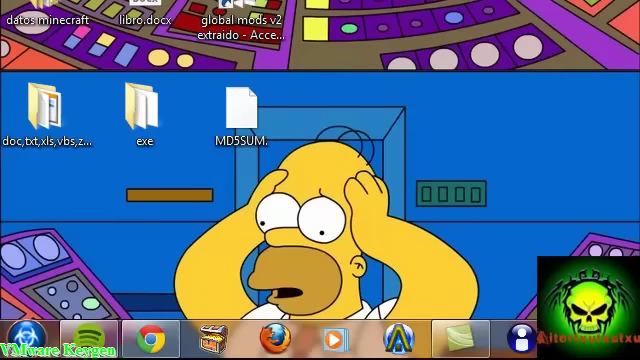 datos minecraft
libro.docx
global mods v2
extraido - Acce...
doc,txt,xls,vbs,z...
exe
MD5SUM.
VMware Keygen